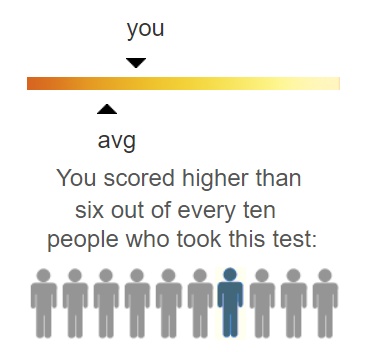 you
avg
You scored higher than
six out of every ten
people who took this test: